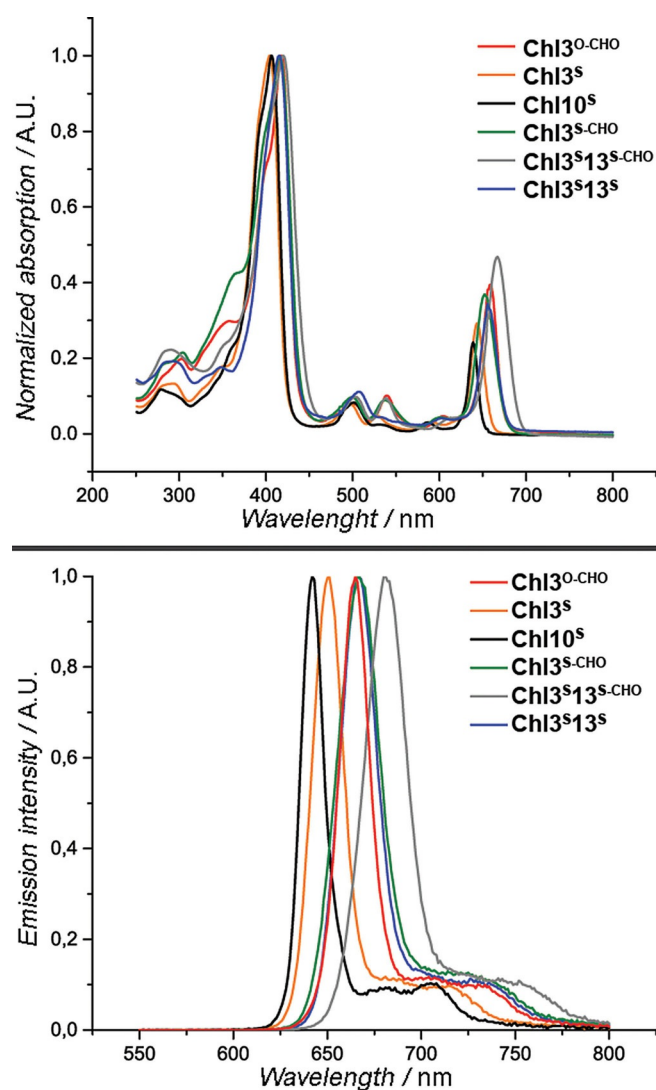 Normalized absorption / A.U.
1,0
0.8
0.6
0.4
0.2
0.0
200 300 400 500 600 700 800
Wavelenght / nm
Chl3O-CHO
Chl3S
Chl10S
Chl3S-CHO
Chl3S13S-CHO
Chl3S13S
Emission intensity / A.U.
1,0
0,8
0,6
0,4
0,2
0,0
550 600 650 700 750 800
Wavelength / nm
Chl3O-CHO
Chl3S
Chl10S
Chl3S-CHO
Chl3S13S-CHO
Chl3S13S